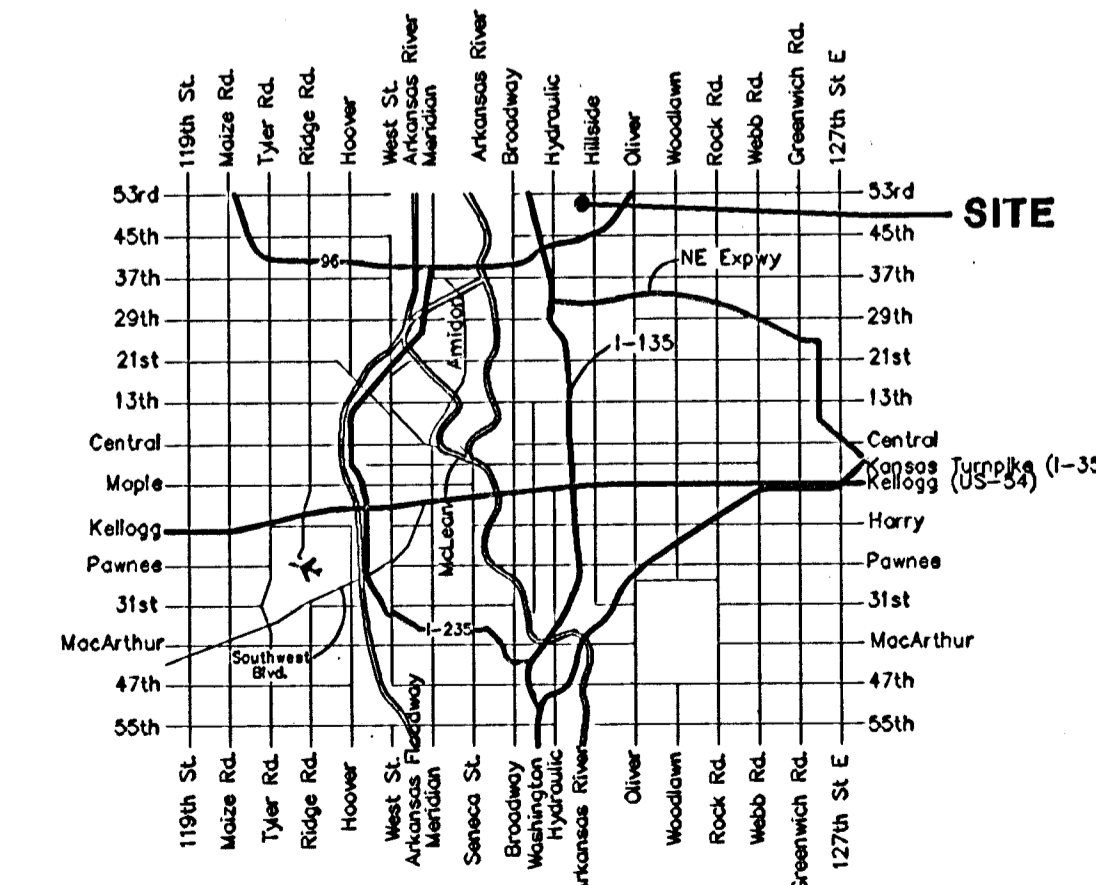 119th St.
Maize Rd.
Tyler Rd.
Ridge Rd.
Hoover
West St.
Arkansas River
Meridian
Arkansas River
Broadway
Hydraulic
Hillside
Oliver
Woodlawn
Rock Rd.
Webb Rd.
Greenwich Rd.
127th St E
53rd
45th
37th
29th
21st
13th
Central
Maple
Kellogg
Pawnee
31st
MacArthur
47th
55th
53rd
45th
37th
29th
21st
13th
Central
Kansas Turnpike (I-35
Kellogg (US-54)
Harry
Pawnee
31st
MacArthur
47th
55th
SITE
96
NE Expwy
Amidon
I-135
McLean
I-235
Southwest
Blvd.
119th St.
Maize Rd.
Tyler Rd.
Ridge Rd.
Hoover
West St.
Arkansas Floodway
Meridian
Seneca St.
Broadway
Washington
Hydraulic
Arkansas River
Oliver
Woodlawn
Rock Rd.
Webb Rd.
Greenwich Rd.
127th St E